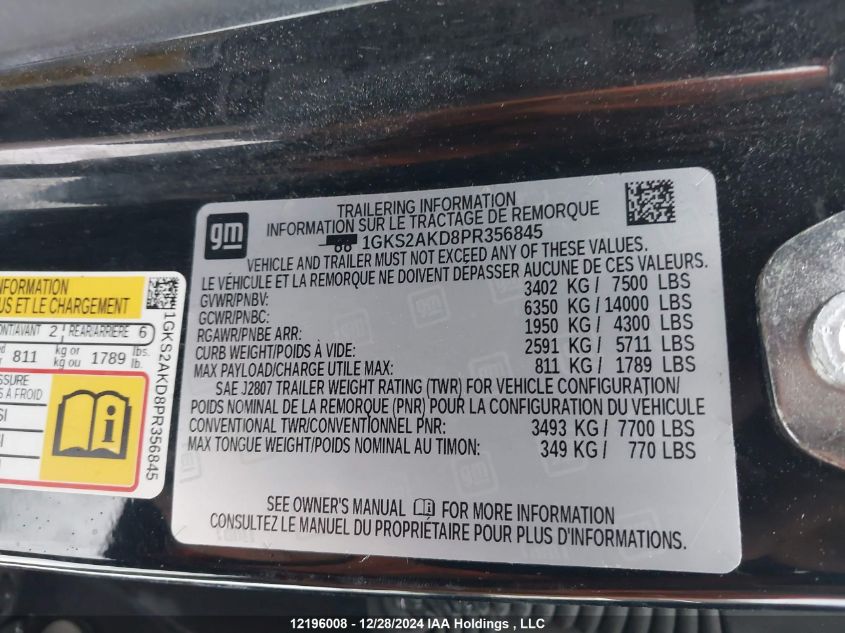 gm
TRAILERING INFORMATION
INFORMATION SUR LE TRACTAGE DE REMORQUE
1GKS2AKD8PR356845
VEHICLE AND TRAILER MUST NOT EXCEED ANY OF THESE VALUES.
LE VÉHICULE ET LA REMORQUE NE DOIVENT DÉPASSER AUCUNE DE CES VALEURS.
GVWR/PNBV: 3402 KG / 7500 LBS
GCWR/PNBC: 6350 KG / 14000 LBS
RGAWR/PNBE ARR: 1950 KG / 4300 LBS
CURB WEIGHT/POIDS À VIDE: 2591 KG / 5711 LBS
MAX PAYLOAD/CHARGE UTILE MAX: 811 KG / 1789 LBS
SAE J2807 TRAILER WEIGHT RATING (TWR) FOR VEHICLE CONFIGURATION/
POIDS NOMINAL DE LA REMORQUE (PNR) POUR LA CONFIGURATION DU VÉHICULE
CONVENTIONAL TWR/CONVENTIONNEL PNR: 3493 KG / 7700 LBS
MAX TONGUE WEIGHT/POIDS NOMINAL AU TIMON: 349 KG / 770 LBS
SEE OWNER'S MANUAL FOR MORE INFORMATION
CONSULTEZ LE MANUEL DU PROPRIÉTAIRE POUR PLUS D'INFORMATIONS.
INFORMATION
US ET LE CHARGEMENT
ONT/AVANT 2 REAR/ARRIÈRE 6
811 kg or kg ou 1789 lbs. lb.
À FROID
1GKS2AKD8PR356845
12196008 - 12/28/2024 IAA Holdings, LLC